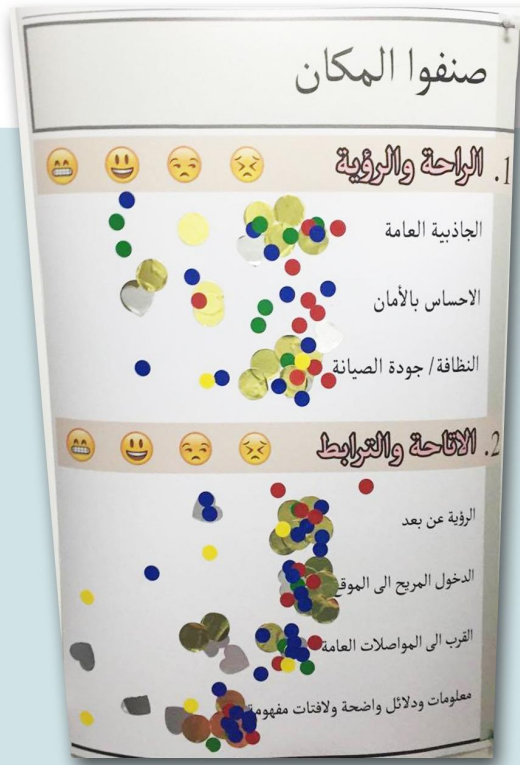 صنفوا المكان
1. الراحة والرؤية
الجاذبية العامة
الاحساس بالأمان
النظافة/ جودة الصيانة
2. الاتاحة والترابط
الرؤية عن بعد
الدخول المريح الى الموقع
القرب الى المواصلات العامة
معلومات ودلائل واضحة ولافتات مفهومة